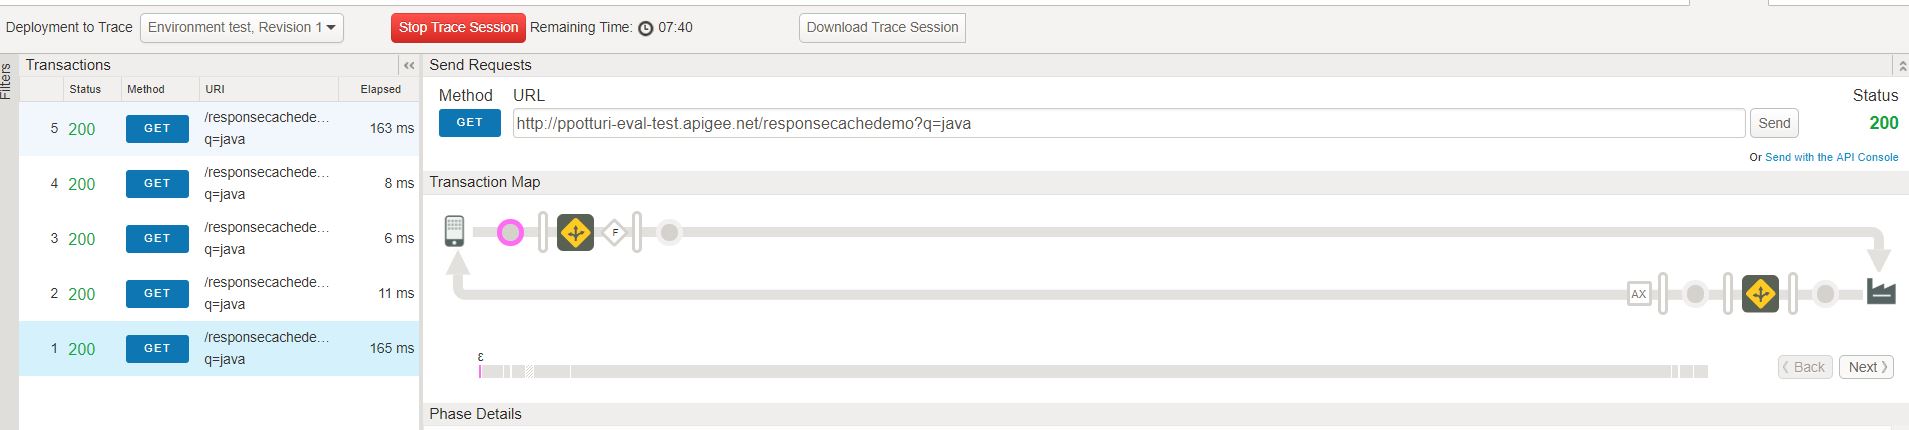 Deployment to Trace Environment test, Revision 1 Stop Trace Session Remaining Time: 07:40 Download Trace Session
Filters
Transactions
Status Method URI Elapsed
5 200 GET /responsecachede... q=java 163 ms
4 200 GET /responsecachede... q=java 8 ms
3 200 GET /responsecachede... q=java 6 ms
2 200 GET /responsecachede... q=java 11 ms
1 200 GET /responsecachede... q=java 165 ms
Send Requests
Method URL Status
GET http://ppotturi-eval-test.apigee.net/responsecachedemo?q=java Send 200
Or Send with the API Console
Transaction Map
F
AX
ε
Back Next
Phase Details